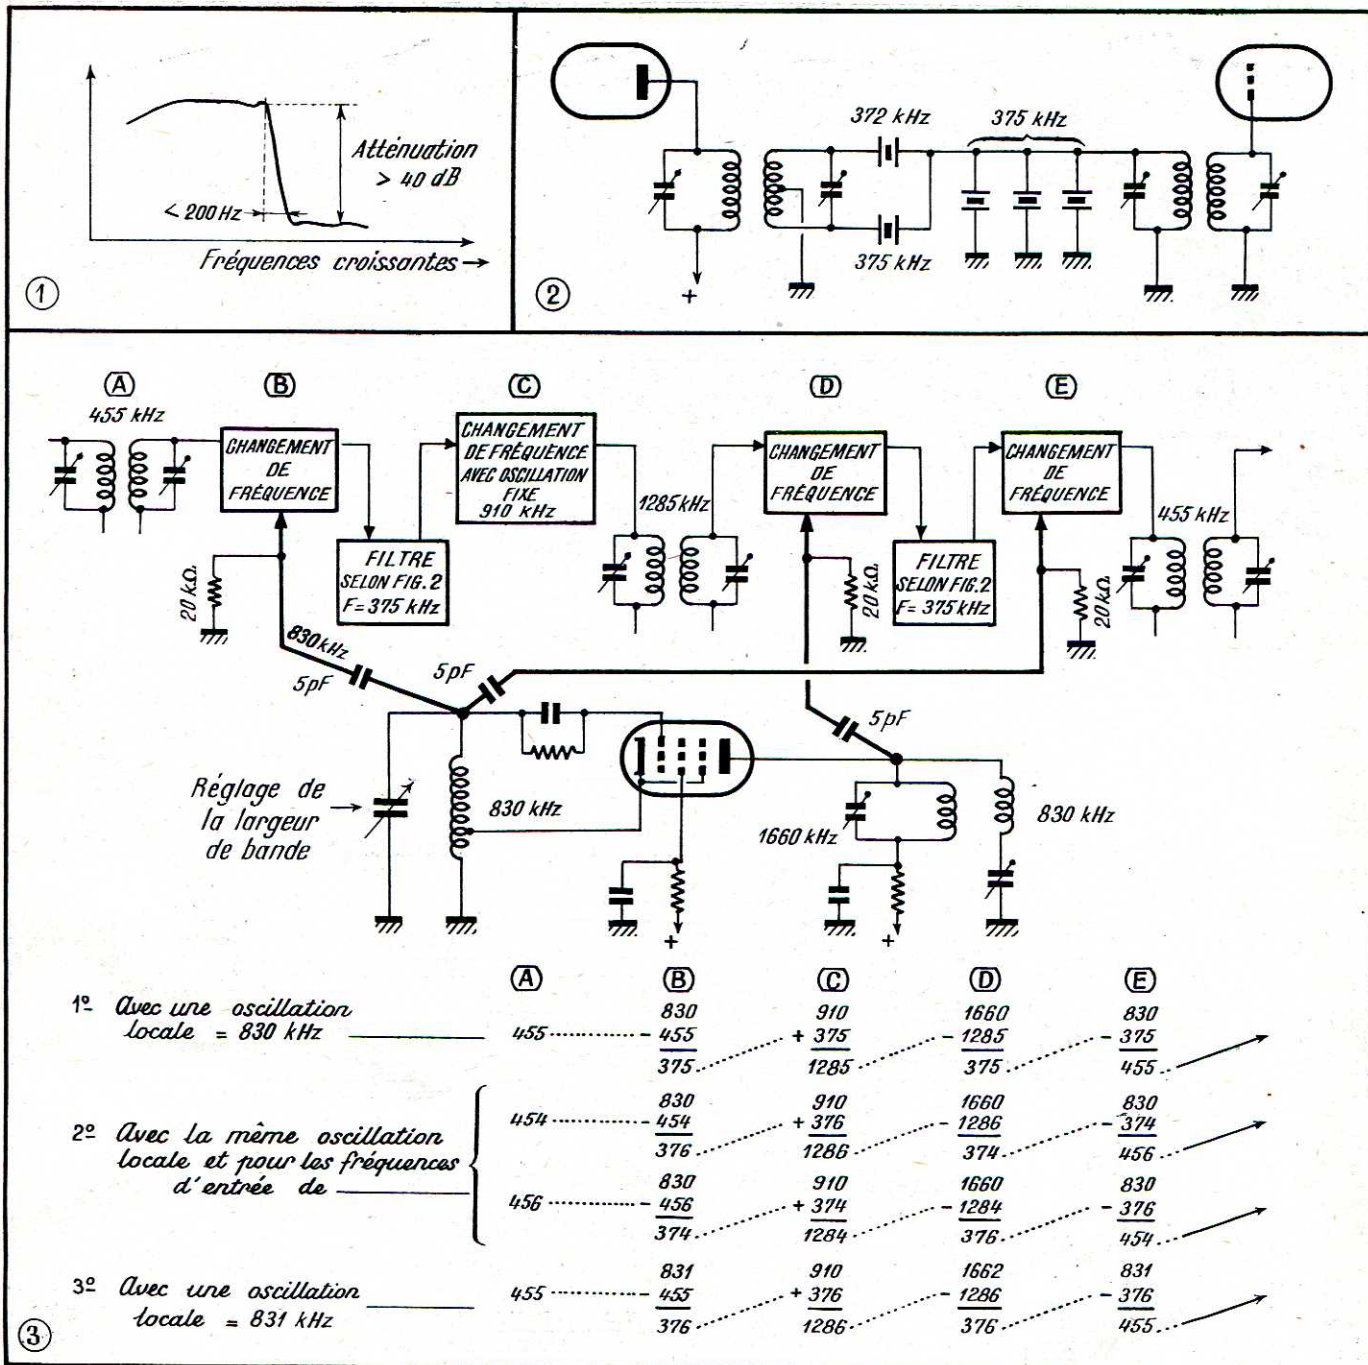 Atténuation
> 40 dB
< 200 Hz
Fréquences croissantes
①
372 kHz
375 kHz
375 kHz
+
②
Ⓐ
Ⓑ
Ⓒ
Ⓓ
Ⓔ
455 kHz
CHANGEMENT
DE
FRÉQUENCE
CHANGEMENT
DE FRÉQUENCE
AVEC OSCILLATION
FIXE
910 kHz
CHANGEMENT
DE
FRÉQUENCE
CHANGEMENT
DE
FRÉQUENCE
1285 kHz
455 kHz
20 kΩ
FILTRE
SELON FIG. 2
F = 375 kHz
20 kΩ
FILTRE
SELON FIG. 2
F = 375 kHz
20 kΩ
830 kHz
5 pF
5 pF
5 pF
Réglage de
la largeur
de bande
830 kHz
1660 kHz
830 kHz
+
+
Ⓐ Ⓑ Ⓒ Ⓓ Ⓔ
1º Avec une oscillation
locale = 830 kHz
830 910 1660 830
455 - 455 + 375 - 1285 - 375
375 1285 375 455
2º Avec la même oscillation
locale et pour les fréquences
d'entrée de
830 910 1660 830
454 - 454 + 376 - 1286 - 374
376 1286 374 456
830 910 1660 830
456 - 456 + 374 - 1284 - 376
374 1284 376 454
3º Avec une oscillation
locale = 831 kHz
831 910 1662 831
455 - 455 + 376 - 1286 - 376
376 1286 376 455
③